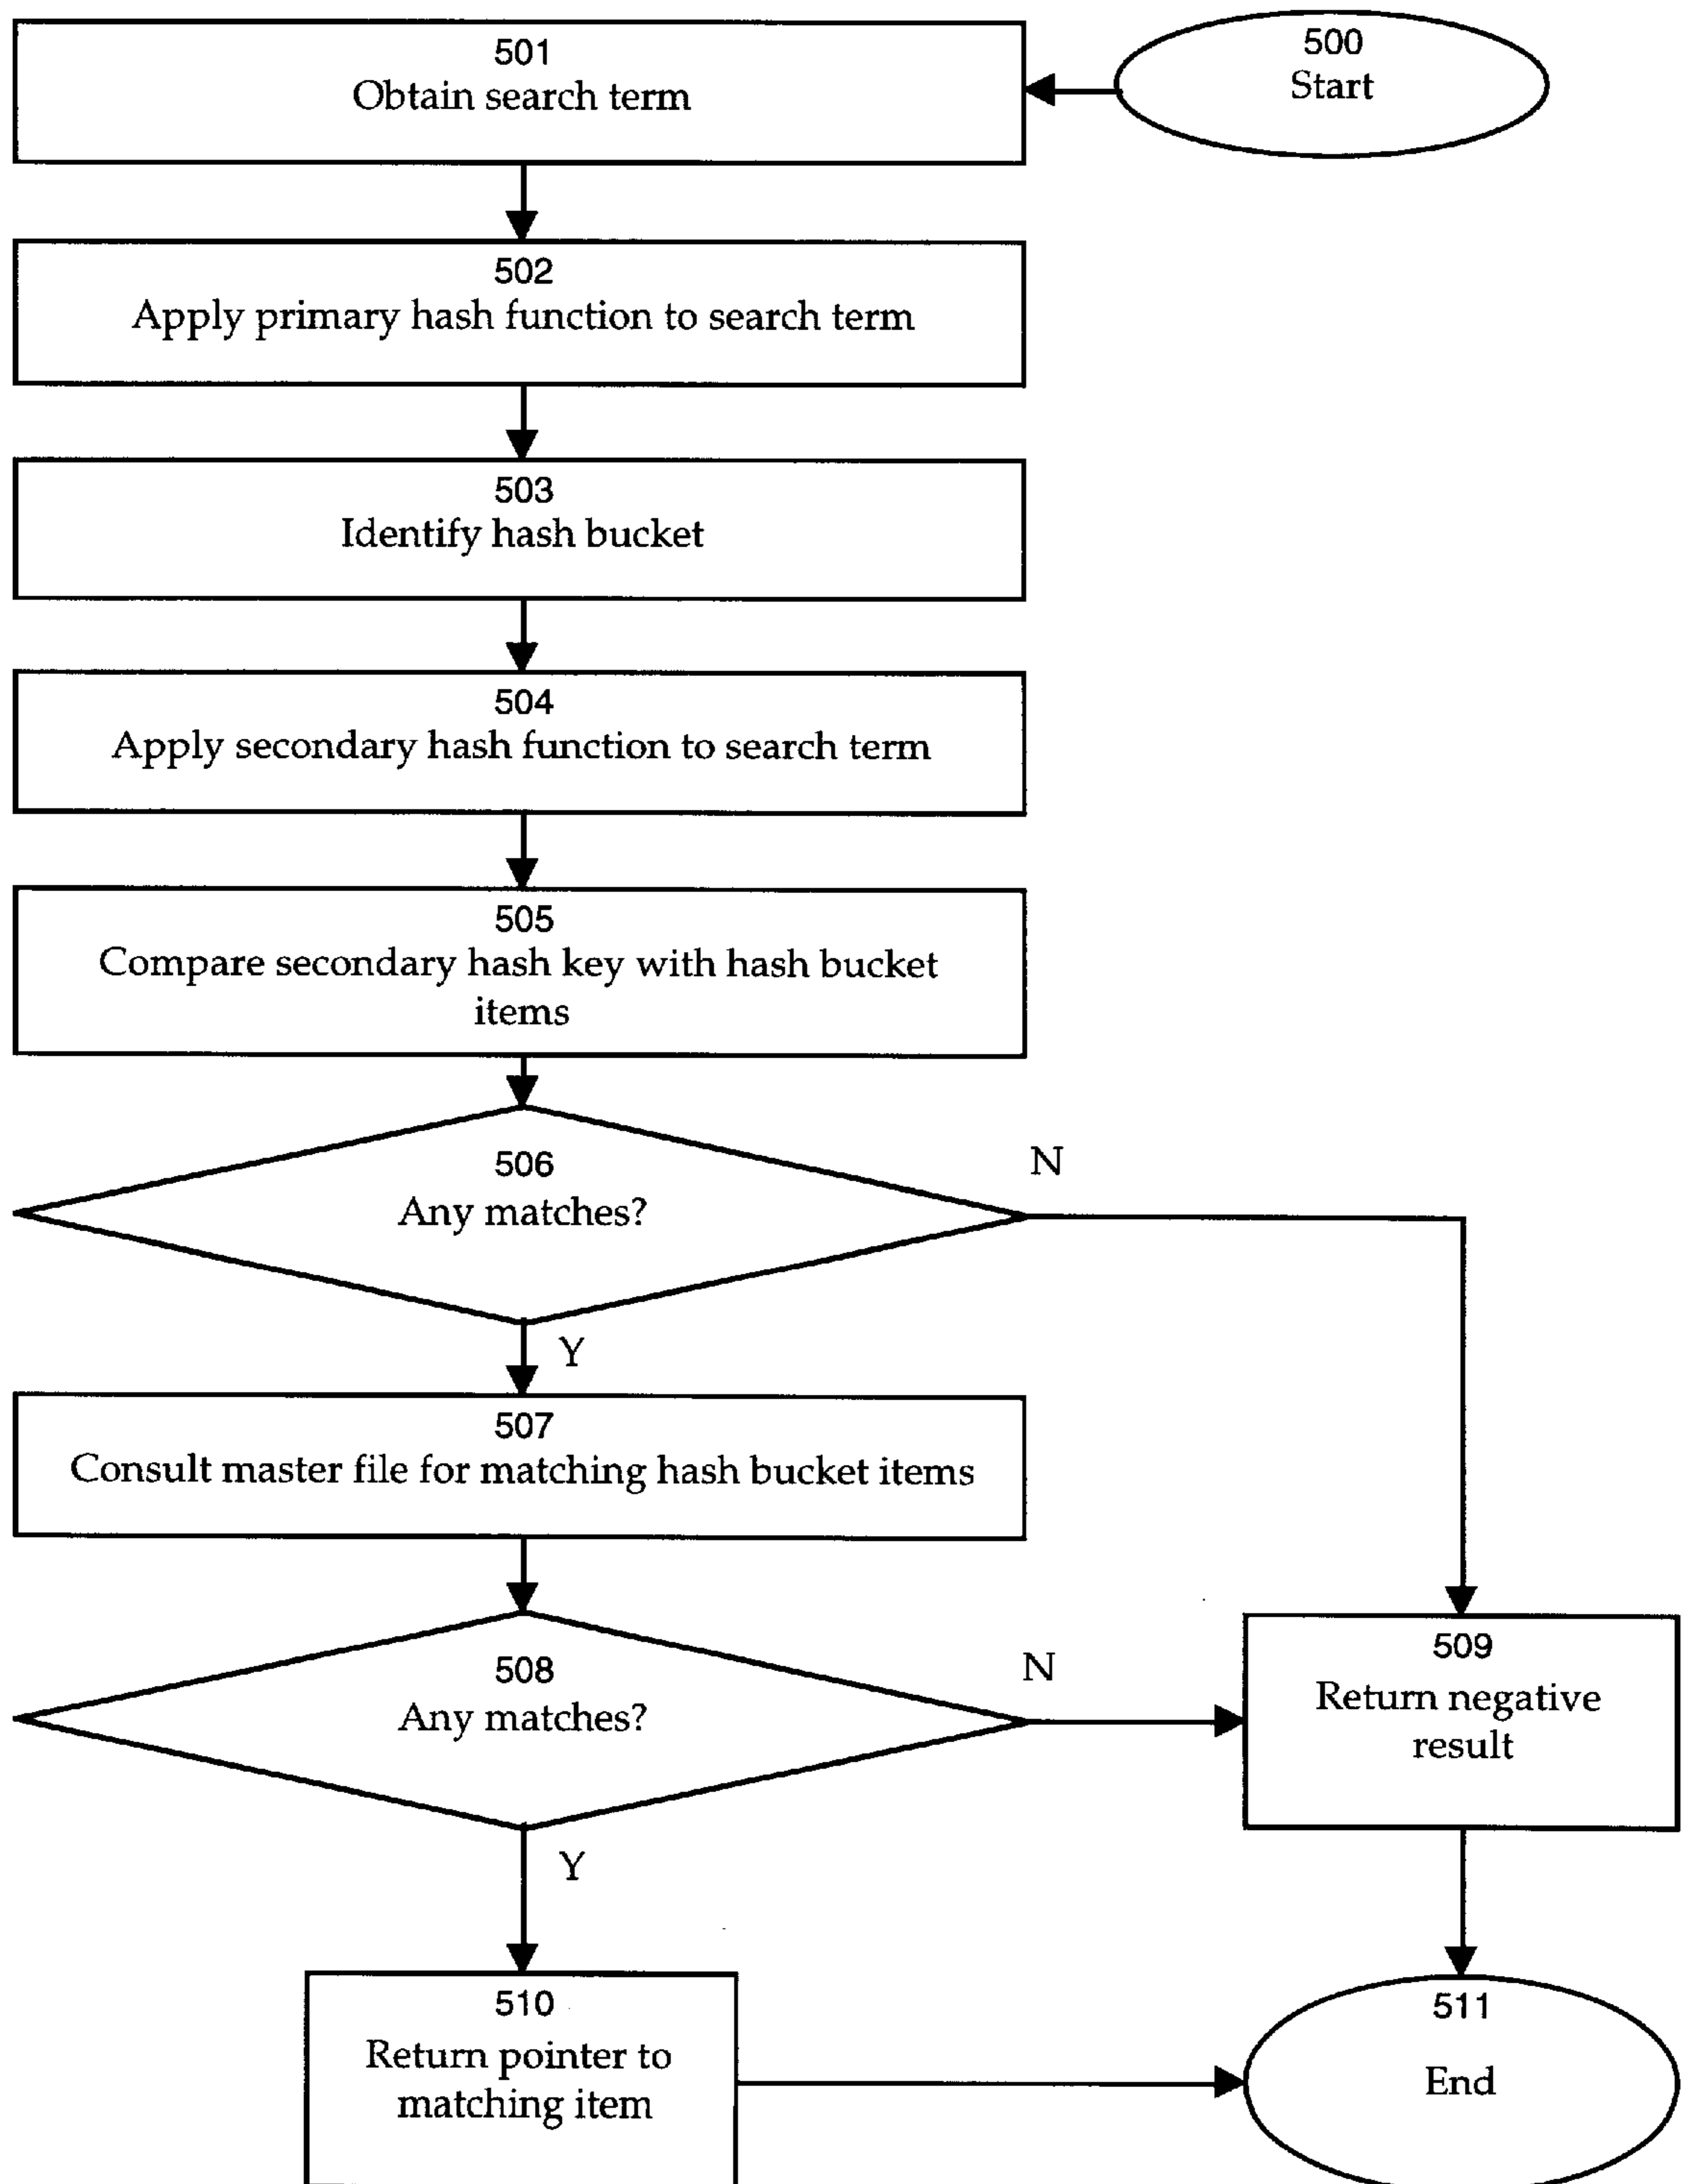 500
Start
501
Obtain search term
502
Apply primary hash function to search term
503
Identify hash bucket
504
Apply secondary hash function to search term
505
Compare secondary hash key with hash bucket
items
506
Any matches?
N
Y
507
Consult master file for matching hash bucket items
508
Any matches?
N
Y
509
Return negative
result
510
Return pointer to
matching item
511
End